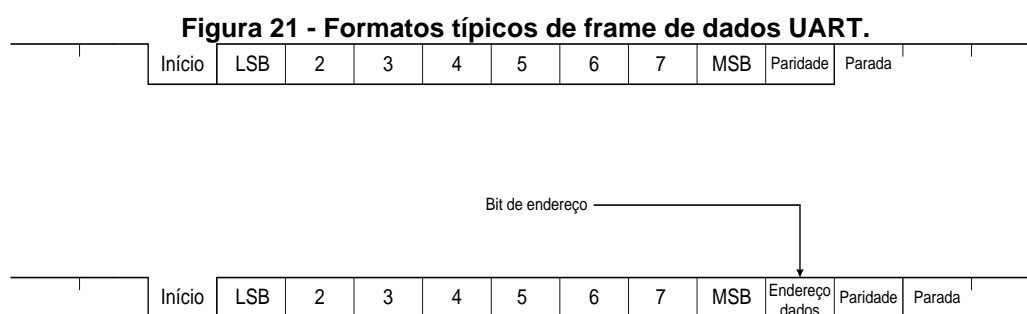 Figura 21 - Formatos típicos de frame de dados UART.
Início LSB 2 3 4 5 6 7 MSB Paridade Parada
Bit de endereço
Início LSB 2 3 4 5 6 7 MSB Endereço dados Paridade Parada